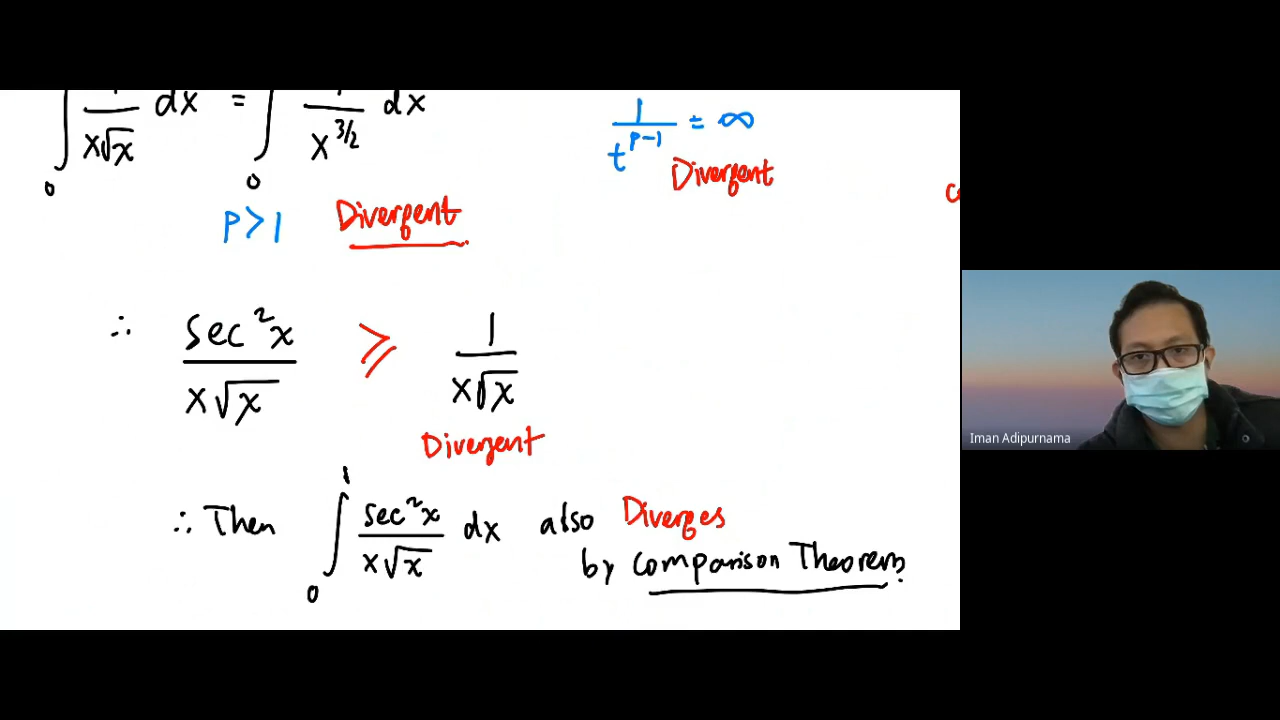 ∫₀ 1/(x√x) dx = ∫₀ 1/x^{3/2} dx
1/t^{p-1} = ∞
Divergent
P > 1 Divergent
∴ sec²x/(x√x) ≥ 1/(x√x)
Divergent
∴ Then ∫₀¹ sec²x/(x√x) dx also Diverges
by Comparison Theorem.
Iman Adipurnama